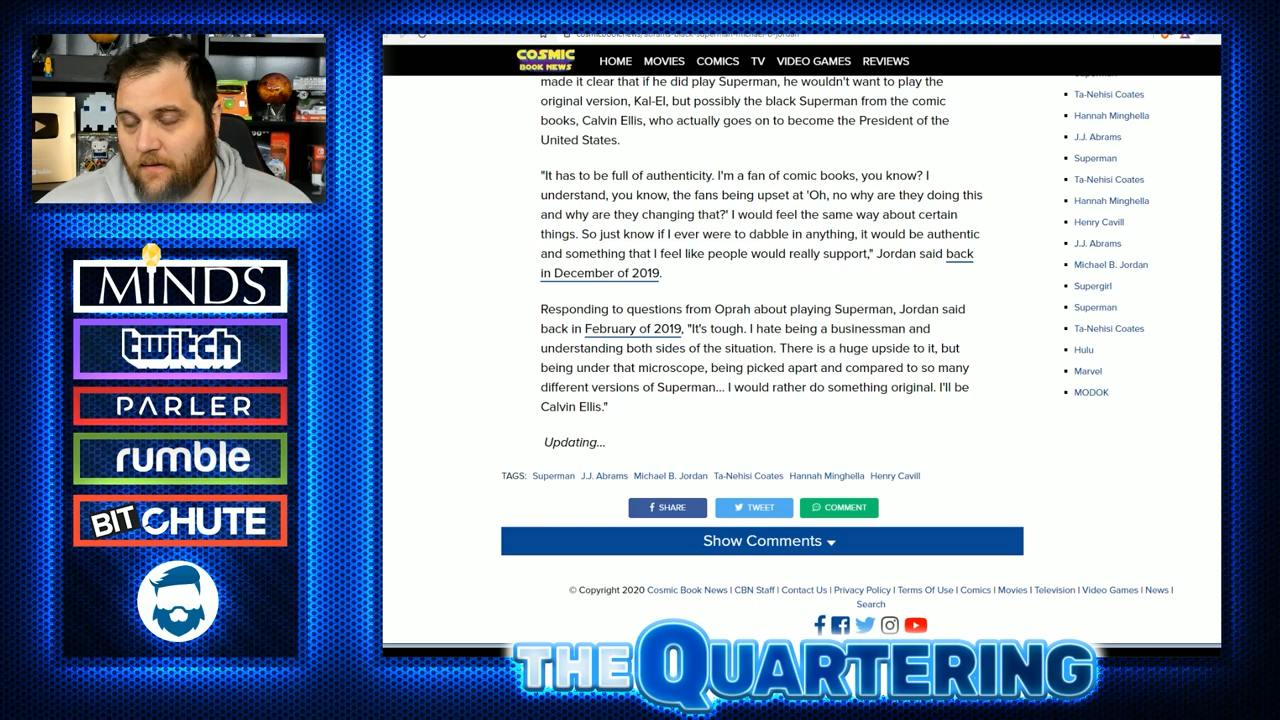 cosmicbook.news/abrams-black-superman-michael-b-jordan
COSMIC
BOOK NEWS
HOME MOVIES COMICS TV VIDEO GAMES REVIEWS
made it clear that if he did play Superman, he wouldn't want to play the
original version, Kal-El, but possibly the black Superman from the comic
books, Calvin Ellis, who actually goes on to become the President of the
United States.
"It has to be full of authenticity. I'm a fan of comic books, you know? I
understand, you know, the fans being upset at 'Oh, no why are they doing this
and why are they changing that?' I would feel the same way about certain
things. So just know if I ever were to dabble in anything, it would be authentic
and something that I feel like people would really support," Jordan said back
in December of 2019.
Responding to questions from Oprah about playing Superman, Jordan said
back in February of 2019, "It's tough. I hate being a businessman and
understanding both sides of the situation. There is a huge upside to it, but
being under that microscope, being picked apart and compared to so many
different versions of Superman... I would rather do something original. I'll be
Calvin Ellis."
Updating...
TAGS: Superman J.J. Abrams Michael B. Jordan Ta-Nehisi Coates Hannah Minghella Henry Cavill
SHARE TWEET COMMENT
Show Comments
© Copyright 2020 Cosmic Book News | CBN Staff | Contact Us | Privacy Policy | Terms Of Use | Comics | Movies | Television | Video Games | News |
Search
Superman
Ta-Nehisi Coates
Hannah Minghella
J.J. Abrams
Superman
Ta-Nehisi Coates
Hannah Minghella
Henry Cavill
J.J. Abrams
Michael B. Jordan
Supergirl
Superman
Ta-Nehisi Coates
Hulu
Marvel
MODOK
MINDS
twitch
PARLER
rumble
BITCHUTE
THE QUARTERING